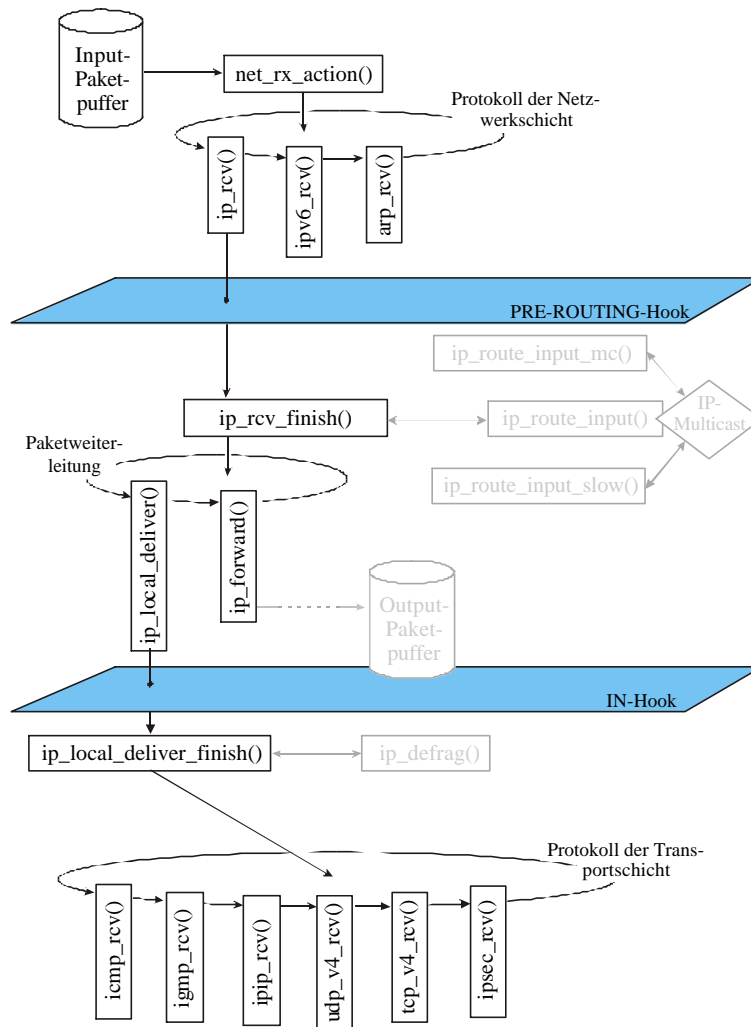 Input-
Paket-
puffer
net_rx_action()
Protokoll der Netz-
werkschicht
ip_rcv()
ipv6_rcv()
arp_rcv()
PRE-ROUTING-Hook
ip_route_input_mc()
ip_rcv_finish()
ip_route_input()
IP-
Multicast
Paketweiter-
leitung
ip_route_input_slow()
ip_local_deliver()
ip_forward()
Output-
Paket-
puffer
IN-Hook
ip_local_deliver_finish()
ip_defrag()
Protokoll der Trans-
portschicht
icmp_rcv()
igmp_rcv()
ipip_rcv()
udp_v4_rcv()
tcp_v4_rcv()
ipsec_rcv()